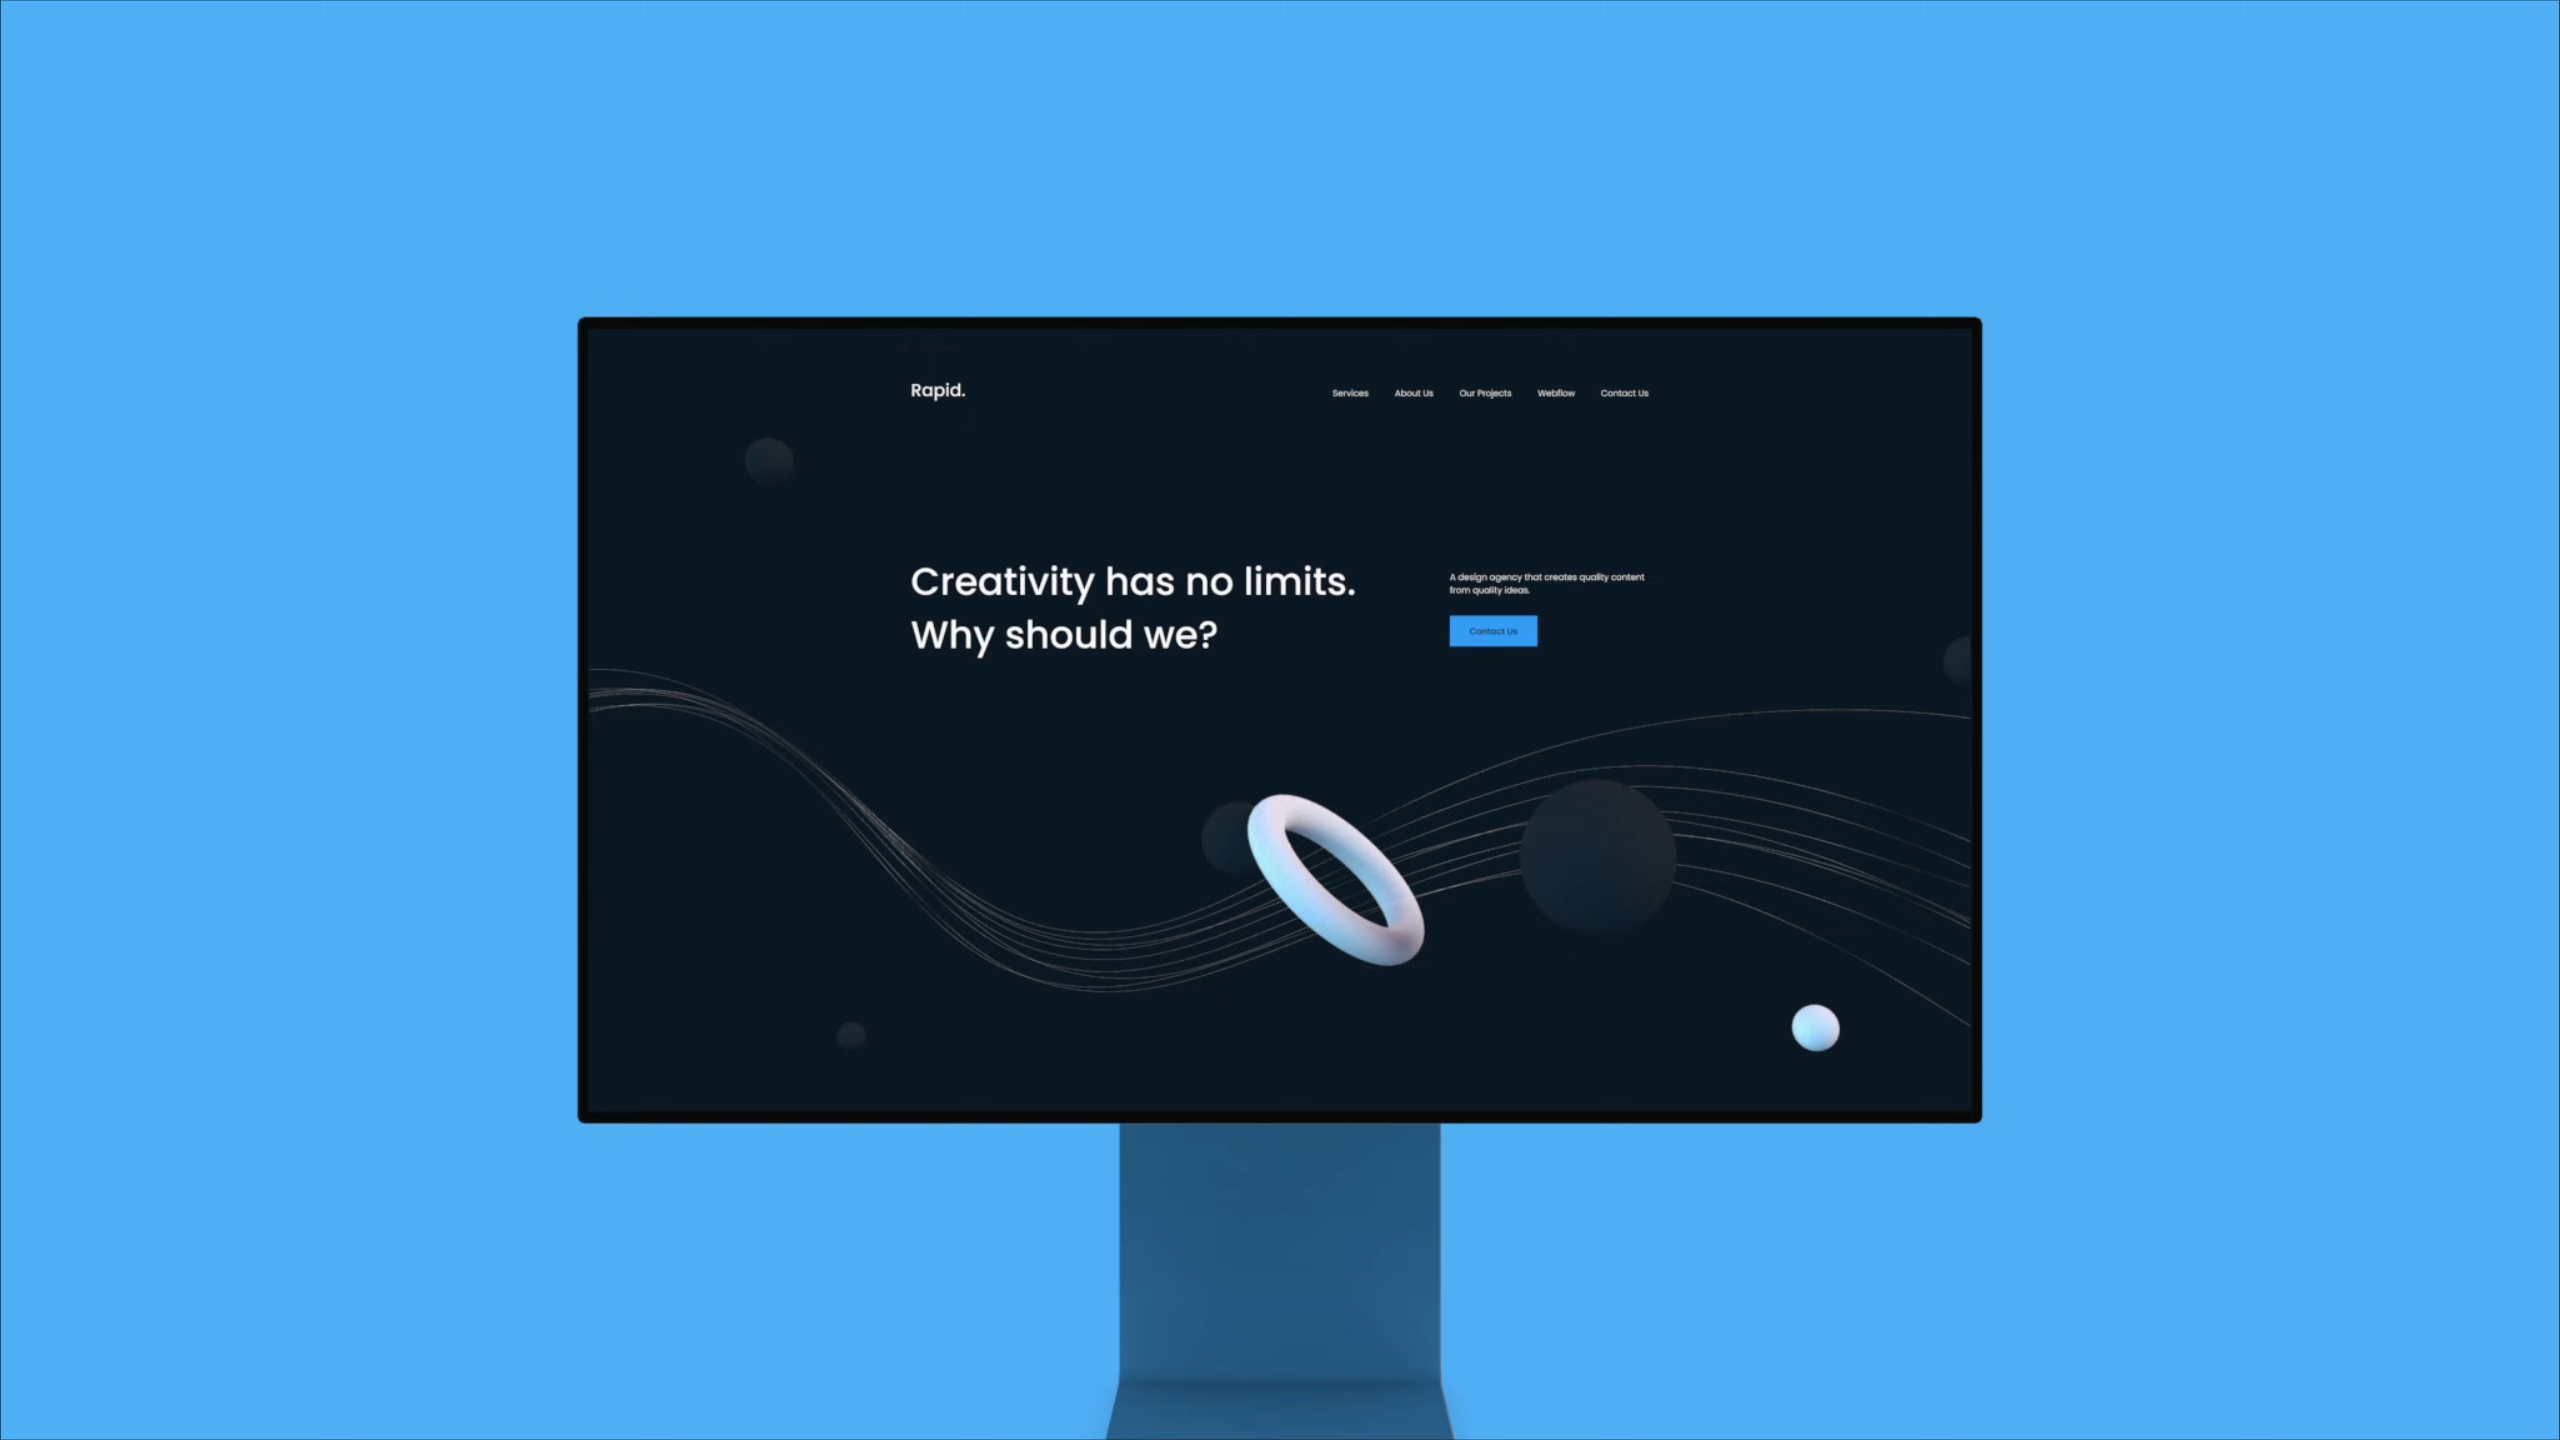 Rapid.
Services About Us Our Projects Webflow Contact Us
Creativity has no limits.
Why should we?
A design agency that creates quality content
from quality ideas.
Contact Us